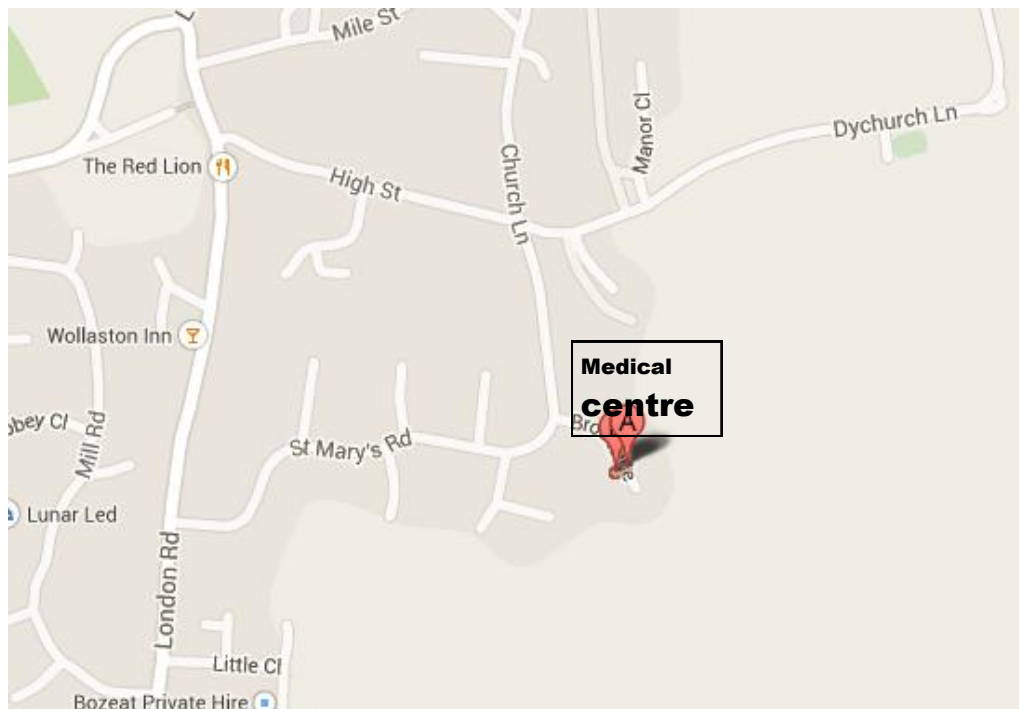 Mile St
Manor Cl
Dychurch Ln
The Red Lion
High St
Church Ln
Wollaston Inn
Medical
centre
A
St Mary's Rd
Mill Rd
Lunar Led
London Rd
Little Cl
Bozeat Private Hire